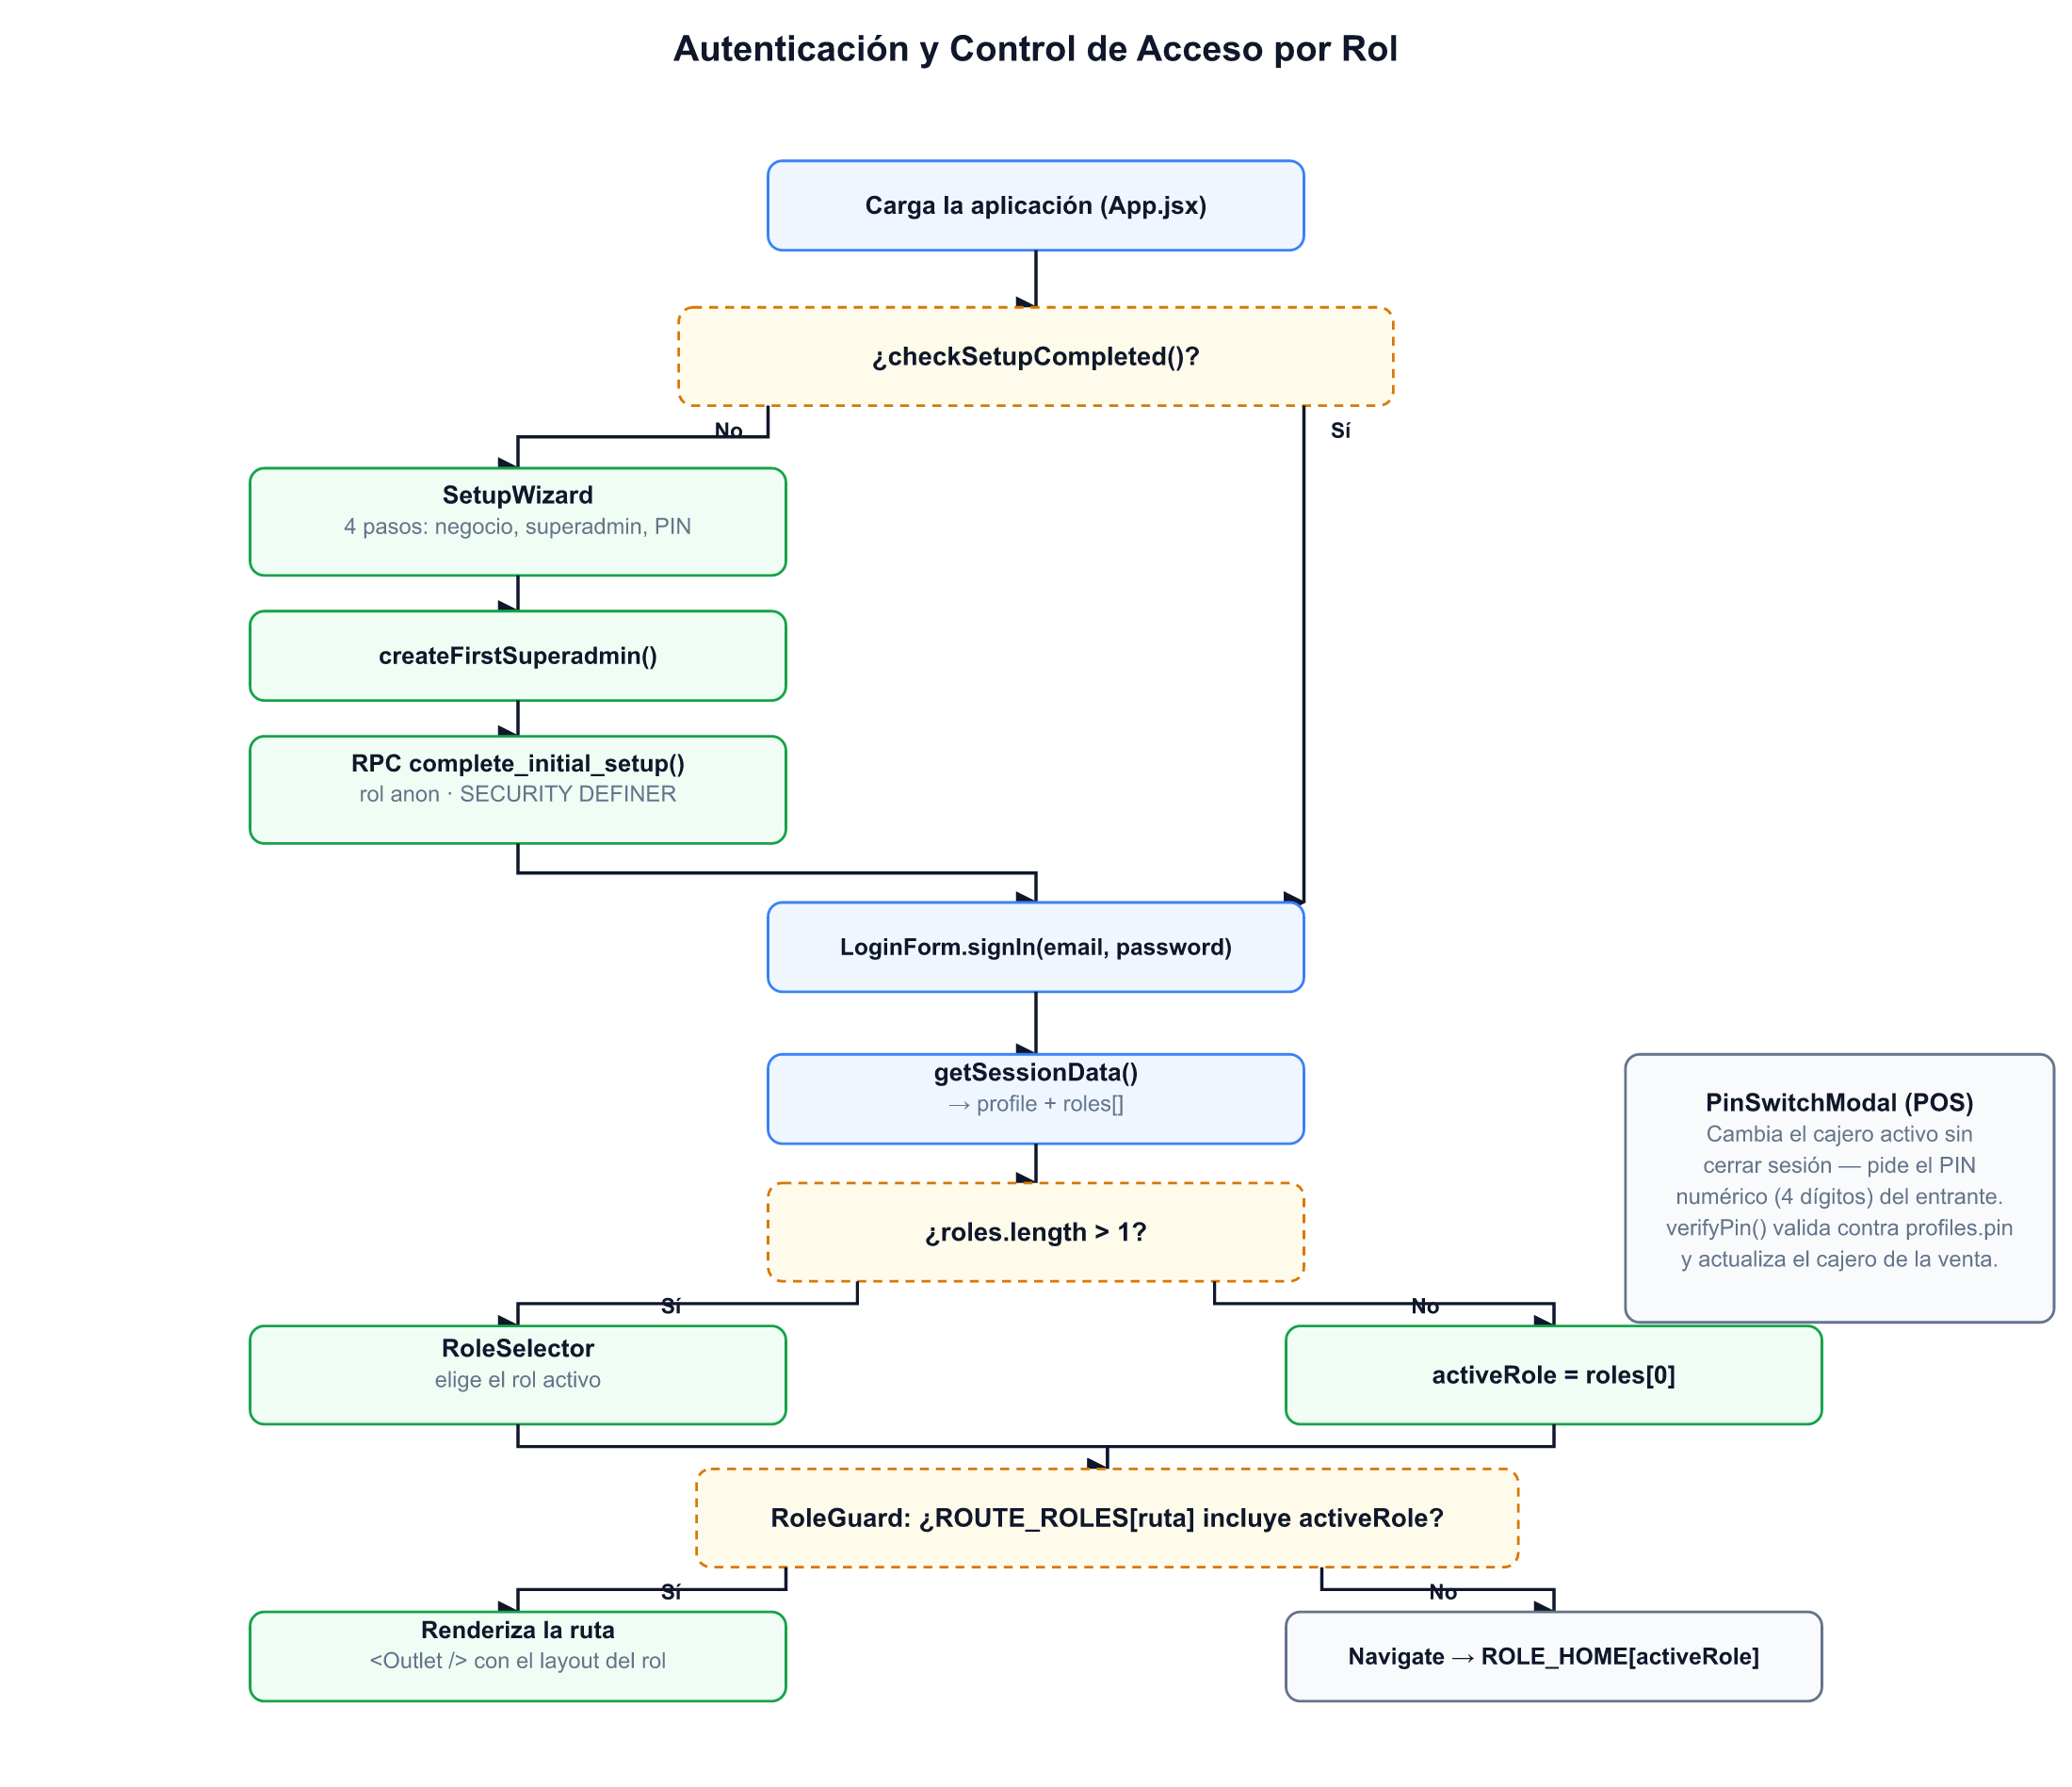 Autenticación y Control de Acceso por Rol
Carga la aplicación (App.jsx)
¿checkSetupCompleted()?
No
Sí
SetupWizard
4 pasos: negocio, superadmin, PIN
createFirstSuperadmin()
RPC complete_initial_setup()
rol anon · SECURITY DEFINER
LoginForm.signIn(email, password)
getSessionData()
→ profile + roles[]
PinSwitchModal (POS)
Cambia el cajero activo sin
cerrar sesión — pide el PIN
numérico (4 dígitos) del entrante.
verifyPin() valida contra profiles.pin
y actualiza el cajero de la venta.
¿roles.length > 1?
Sí
No
RoleSelector
elige el rol activo
activeRole = roles[0]
RoleGuard: ¿ROUTE_ROLES[ruta] incluye activeRole?
Sí
No
Renderiza la ruta
<Outlet /> con el layout del rol
Navigate → ROLE_HOME[activeRole]